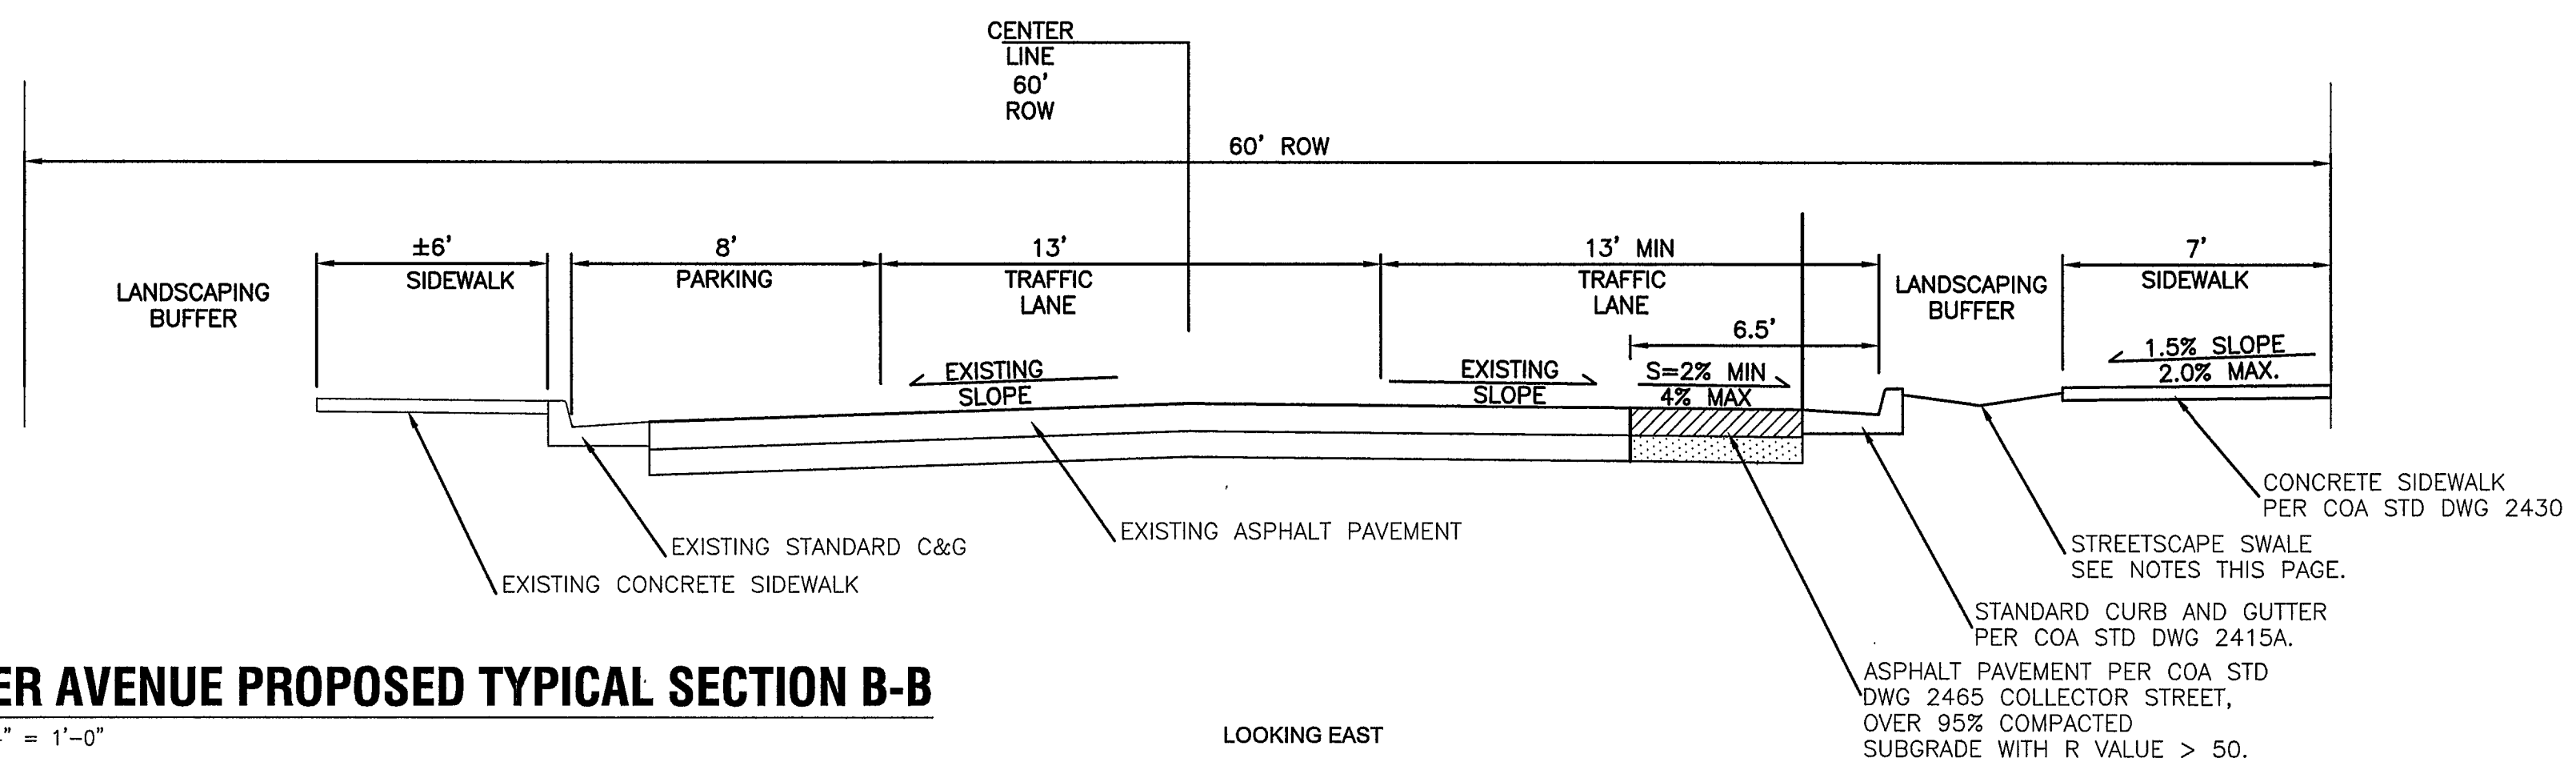 CENTER
LINE
60'
ROW
60' ROW
±6'
SIDEWALK
8'
PARKING
13'
TRAFFIC
LANE
13' MIN
TRAFFIC
LANE
7'
SIDEWALK
LANDSCAPING
BUFFER
LANDSCAPING
BUFFER
6.5'
EXISTING
SLOPE
EXISTING
SLOPE
S=2% MIN
4% MAX
1.5% SLOPE
2.0% MAX.
CONCRETE SIDEWALK
PER COA STD DWG 2430
EXISTING ASPHALT PAVEMENT
EXISTING STANDARD C&G
EXISTING CONCRETE SIDEWALK
STREETSCAPE SWALE
SEE NOTES THIS PAGE.
STANDARD CURB AND GUTTER
PER COA STD DWG 2415A.
ASPHALT PAVEMENT PER COA STD
DWG 2465 COLLECTOR STREET,
OVER 95% COMPACTED
SUBGRADE WITH R VALUE > 50.
ER AVENUE PROPOSED TYPICAL SECTION B-B
" = 1'-0"
LOOKING EAST